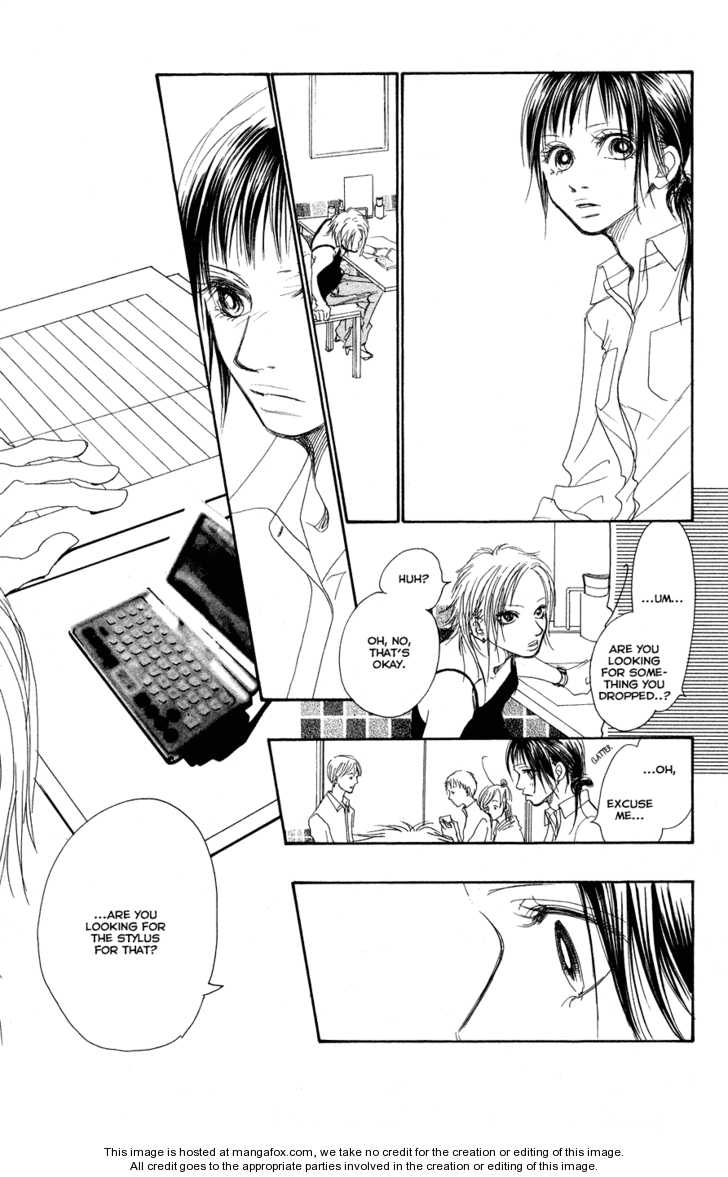 ...UM...
ARE YOU
LOOKING
FOR SOME-
THING YOU
DROPPED..?
HUH?
OH, NO,
THAT'S
OKAY.
CLATTER
...OH,
EXCUSE
ME...
...ARE YOU
LOOKING FOR
THE STYLUS
FOR THAT?
This image is hosted at mangafox.com, we take no credit for the creation or editing of this image.
All credit goes to the appropriate parties involved in the creation or editing of this image.